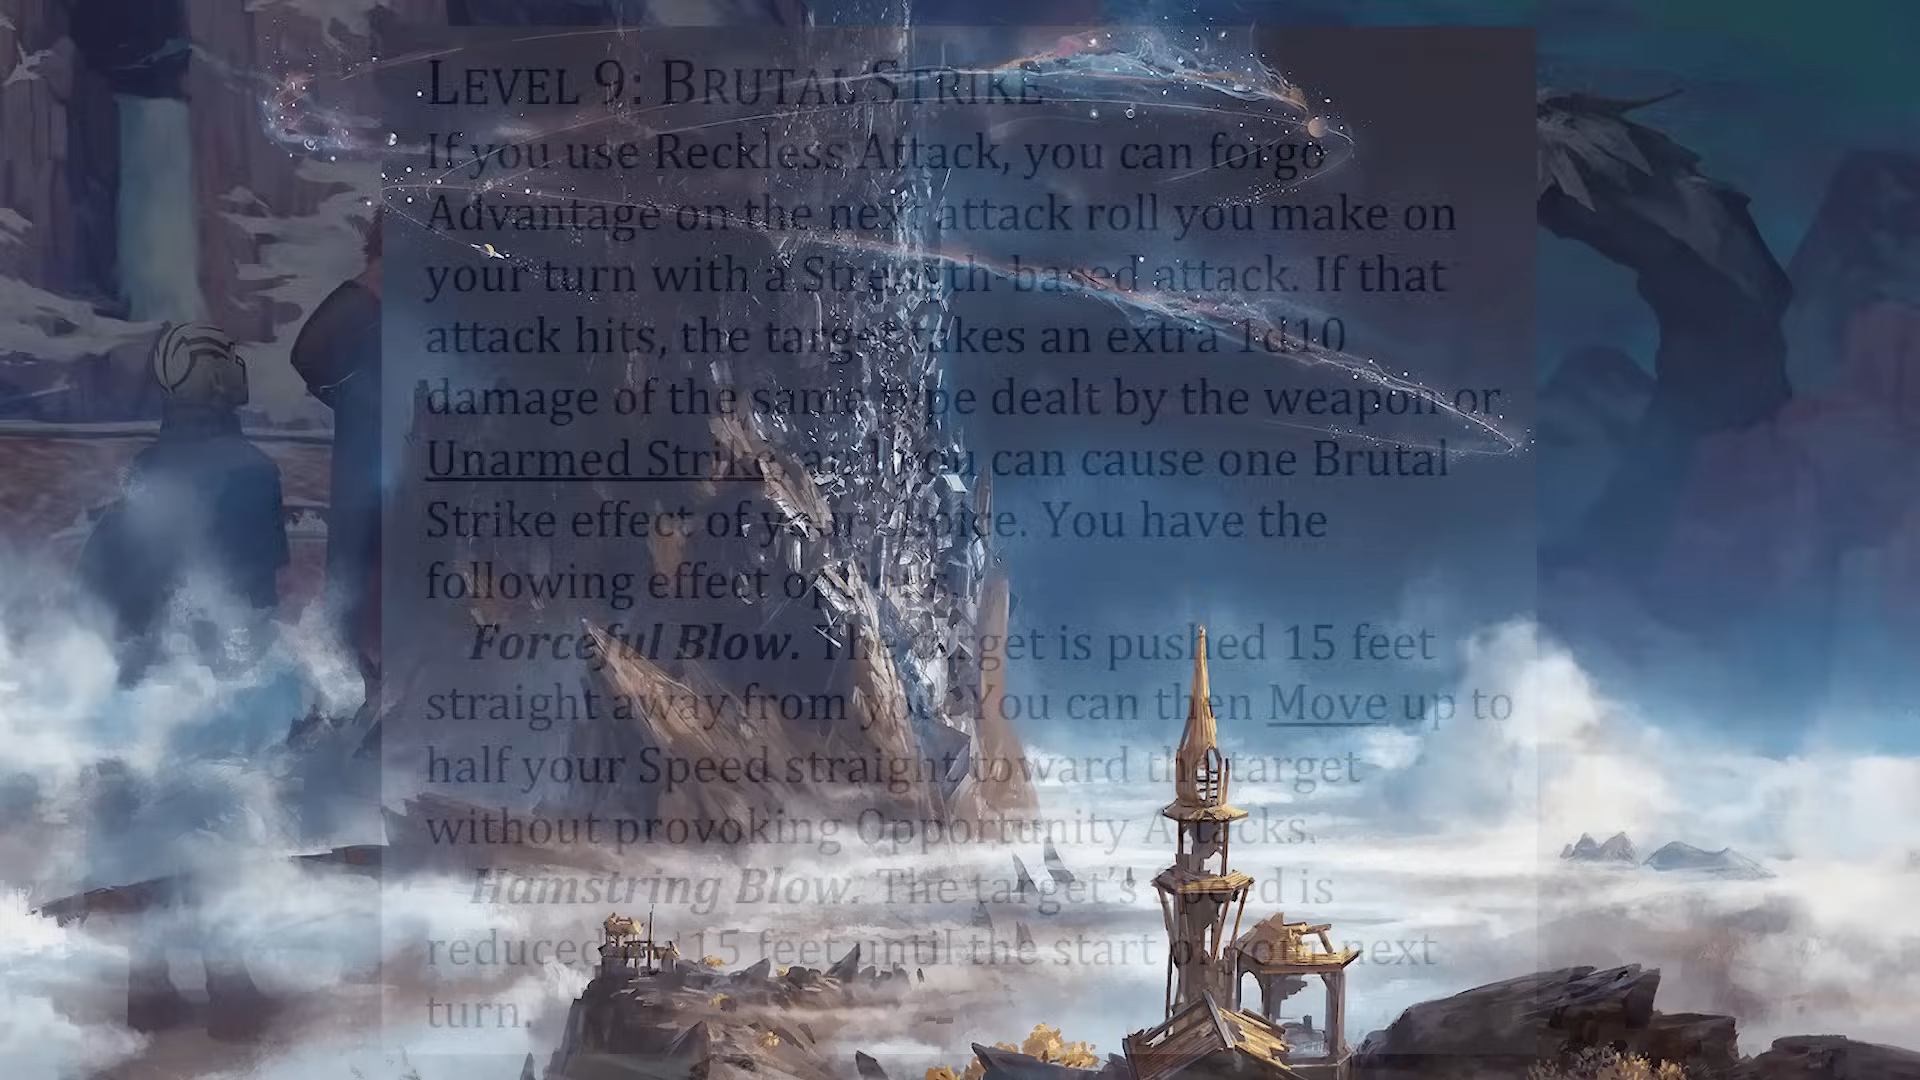 LEVEL 9: BRUTAL STRIKE
If you use Reckless Attack, you can forgo
Advantage on the next attack roll you make on
your turn with a Strength-based attack. If that
attack hits, the target takes an extra 1d10
damage of the same type dealt by the weapon or
Unarmed Strike, and you can cause one Brutal
Strike effect of your choice. You have the
following effect options.
Forceful Blow. The target is pushed 15 feet
straight away from you. You can then Move up to
half your Speed straight toward the target
without provoking Opportunity Attacks.
Hamstring Blow. The target's Speed is
reduced by 15 feet until the start of your next
turn.